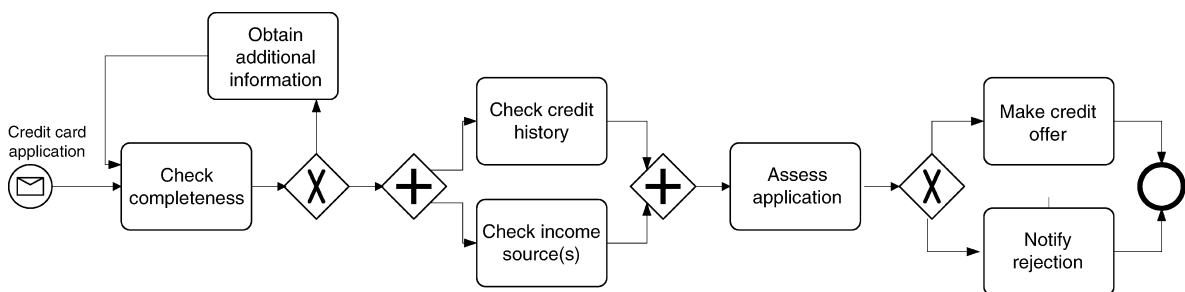 Obtain
additional
information
Credit card
application
Check
completeness
Check credit
history
Check income
source(s)
Assess
application
Make credit
offer
Notify
rejection